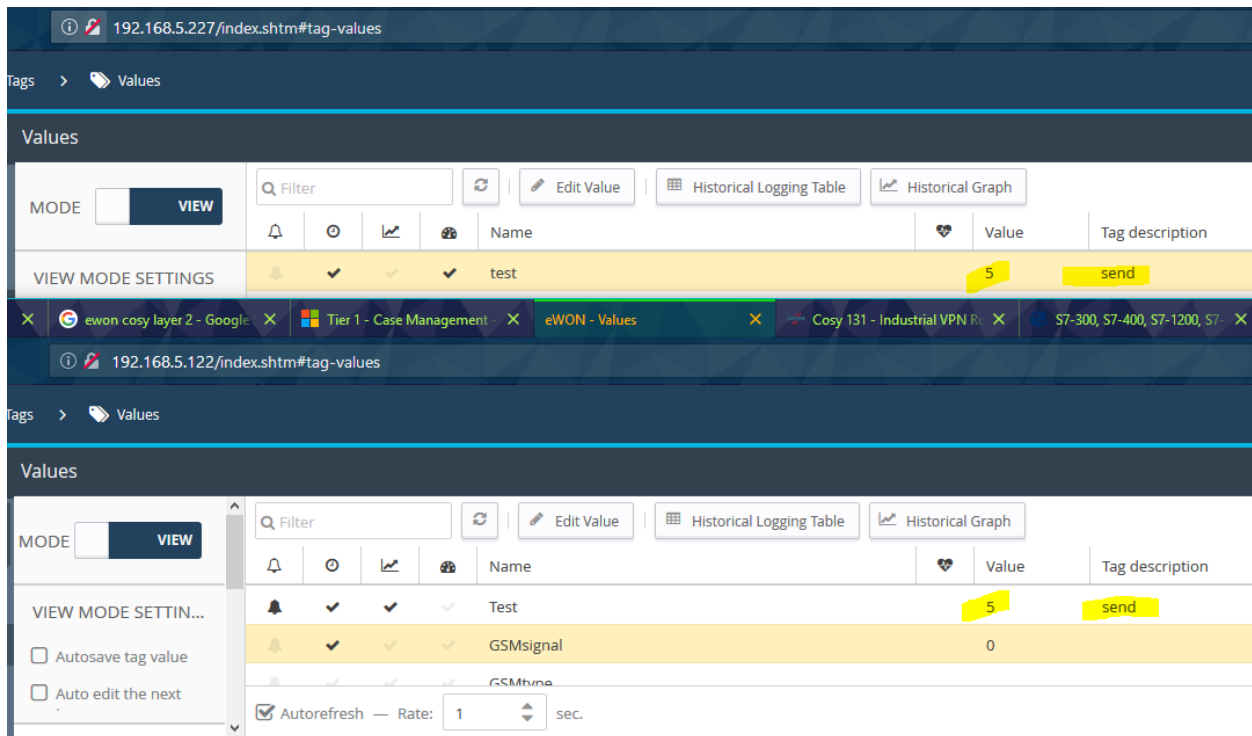 192.168.5.227/index.shtm#tag-values
Tags > Values
Values
MODE VIEW
Filter Edit Value Historical Logging Table Historical Graph
Name Value Tag description
VIEW MODE SETTINGS
test 5 send
ewon cosy layer 2 - Google Tier 1 - Case Management - eWON - Values Cosy 131 - Industrial VPN Ro S7-300, S7-400, S7-1200, S7-
192.168.5.122/index.shtm#tag-values
Tags > Values
Values
MODE VIEW
Filter Edit Value Historical Logging Table Historical Graph
Name Value Tag description
VIEW MODE SETTIN...
Test 5 send
Autosave tag value
GSMsignal 0
Auto edit the next
GSMtype
Autorefresh — Rate: 1 sec.